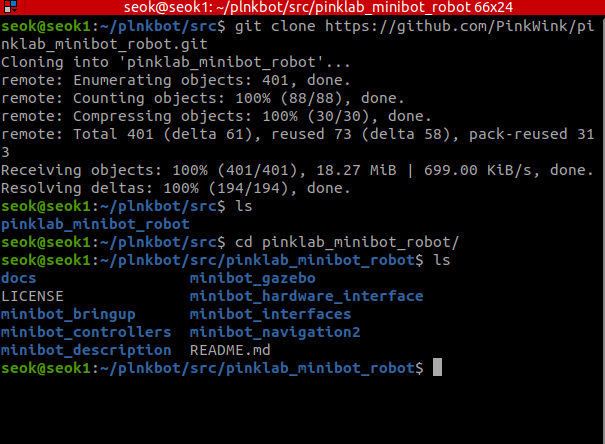 seok@seok1: ~/plnkbot/src/pinklab_minibot_robot 66x24
seok@seok1:~/plnkbot/src$ git clone https://github.com/PinkWink/pi
nklab_minibot_robot.git
Cloning into 'pinklab_minibot_robot'...
remote: Enumerating objects: 401, done.
remote: Counting objects: 100% (88/88), done.
remote: Compressing objects: 100% (30/30), done.
remote: Total 401 (delta 61), reused 73 (delta 58), pack-reused 31
3
Receiving objects: 100% (401/401), 18.27 MiB | 699.00 KiB/s, done.
Resolving deltas: 100% (194/194), done.
seok@seok1:~/plnkbot/src$ ls
pinklab_minibot_robot
seok@seok1:~/plnkbot/src$ cd pinklab_minibot_robot/
seok@seok1:~/plnkbot/src/pinklab_minibot_robot$ ls
docs minibot_gazebo
LICENSE minibot_hardware_interface
minibot_bringup minibot_interfaces
minibot_controllers minibot_navigation2
minibot_description README.md
seok@seok1:~/plnkbot/src/pinklab_minibot_robot$